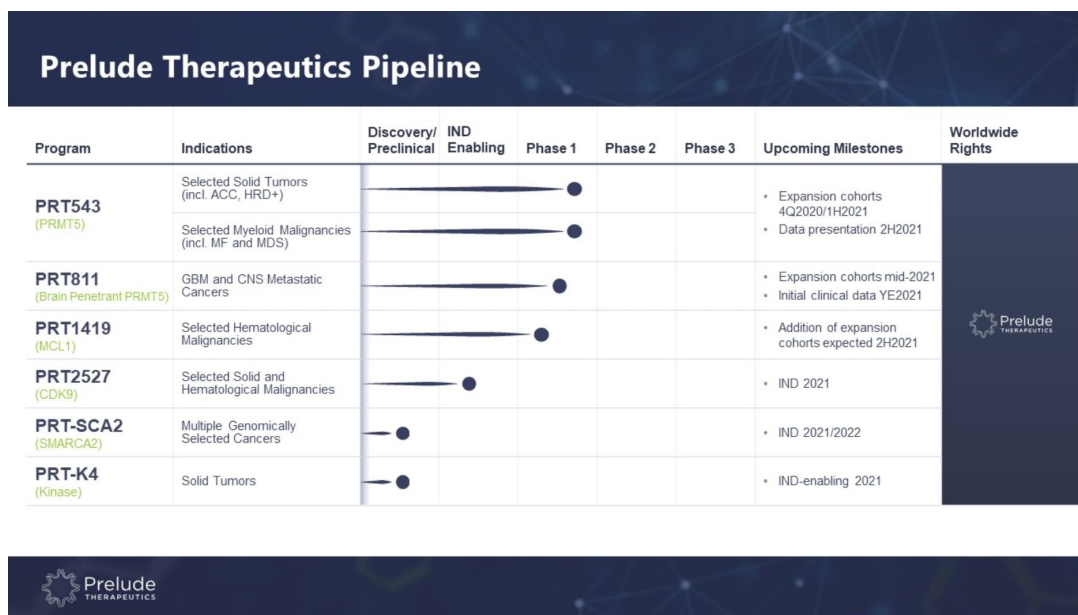 Prelude Therapeutics Pipeline
Program
Indications
Discovery/
Preclinical
IND
Enabling
Phase 1
Phase 2
Phase 3
Upcoming Milestones
Worldwide
Rights
PRT543
(PRMT5)
Selected Solid Tumors
(incl. ACC, HRD+)
Selected Myeloid Malignancies
(incl. MF and MDS)
• Expansion cohorts
4Q2020/1H2021
• Data presentation 2H2021
PRT811
(Brain Penetrant PRMT5)
GBM and CNS Metastatic
Cancers
• Expansion cohorts mid-2021
• Initial clinical data YE2021
PRT1419
(MCL1)
Selected Hematological
Malignancies
• Addition of expansion
cohorts expected 2H2021
Prelude
THERAPEUTICS
PRT2527
(CDK9)
Selected Solid and
Hematological Malignancies
• IND 2021
PRT-SCA2
(SMARCA2)
Multiple Genomically
Selected Cancers
• IND 2021/2022
PRT-K4
(Kinase)
Solid Tumors
• IND-enabling 2021
Prelude
THERAPEUTICS